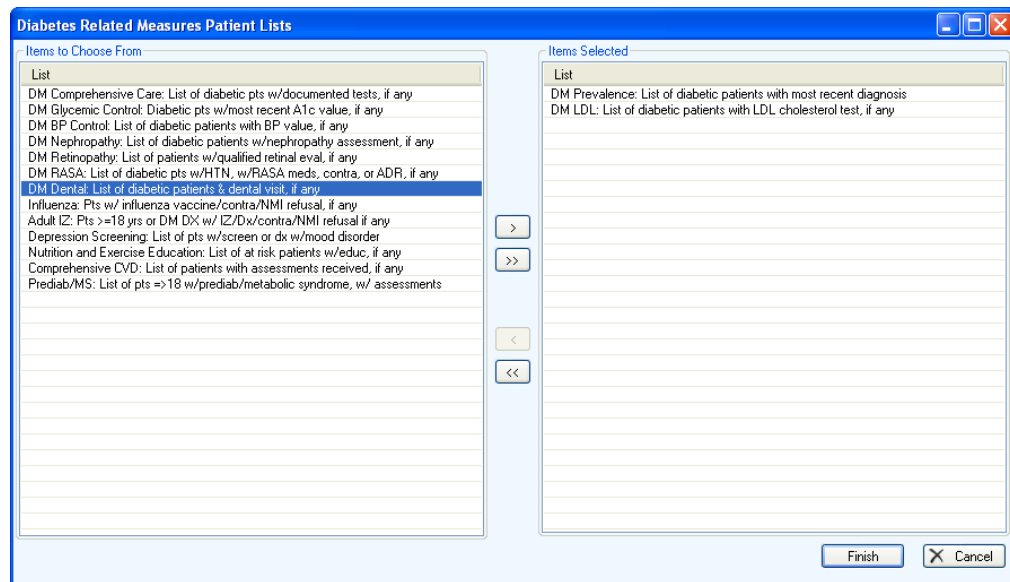 Diabetes Related Measures Patient Lists
Items to Choose From
List
DM Comprehensive Care: List of diabetic pts w/documented tests, if any
DM Glycemic Control: Diabetic pts w/most recent A1c value, if any
DM BP Control: List of diabetic patients with BP value, if any
DM Nephropathy: List of diabetic patients w/nephropathy assessment, if any
DM Retinopathy: List of patients w/qualified retinal eval, if any
DM RASA: List of diabetic pts w/HTN, w/RASA meds, contra, or ADR, if any
DM Dental: List of diabetic patients & dental visit, if any
Influenza: Pts w/ influenza vaccine/contra/NMI refusal, if any
Adult IZ: Pts >=18 yrs or DM DX w/ IZ/Dx/contra/NMI refusal if any
Depression Screening: List of pts w/screen or dx w/mood disorder
Nutrition and Exercise Education: List of at risk patients w/educ, if any
Comprehensive CVD: List of patients with assessments received, if any
Prediab/MS: List of pts =>18 w/prediab/metabolic syndrome, w/ assessments
>
>>
<
<<
Items Selected
List
DM Prevalence: List of diabetic patients with most recent diagnosis
DM LDL: List of diabetic patients with LDL cholesterol test, if any
Finish
Cancel